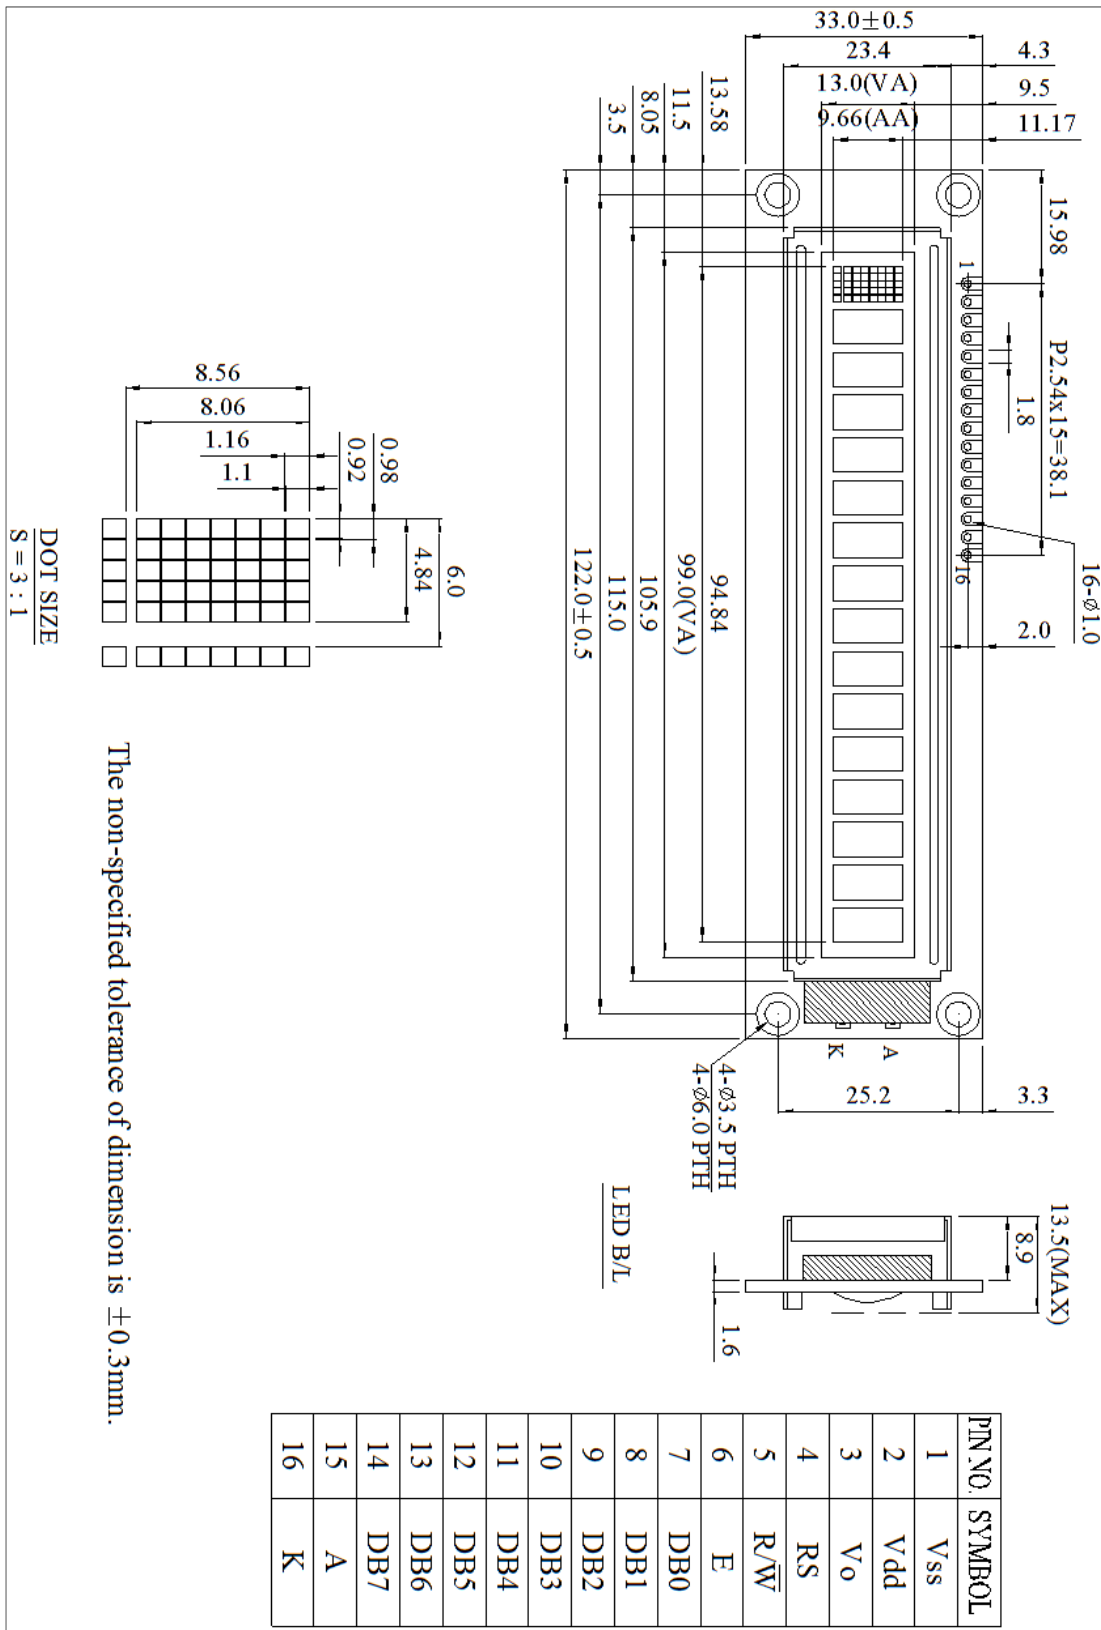 33.0±0.5
23.4
13.0(VA)
9.66(AA)
4.3
9.5
11.17
13.58
11.5
8.05
3.5
15.98
P2.54x15=38.1
1.8
1
16
16-ø1.0
2.0
94.84
99.0(VA)
105.9
115.0
122.0±0.5
K
A
4-ø3.5 PTH
4-ø6.0 PTH
25.2
3.3
LED B/L
13.5(MAX)
8.9
1.6
8.56
8.06
1.16
1.1
0.98
0.92
4.84
6.0
DOT SIZE
S = 3 : 1
The non-specified tolerance of dimension is ±0.3mm.
PIN NO. SYMBOL
1 Vss
2 Vdd
3 Vo
4 RS
5 R/W̅
6 E
7 DB0
8 DB1
9 DB2
10 DB3
11 DB4
12 DB5
13 DB6
14 DB7
15 A
16 K